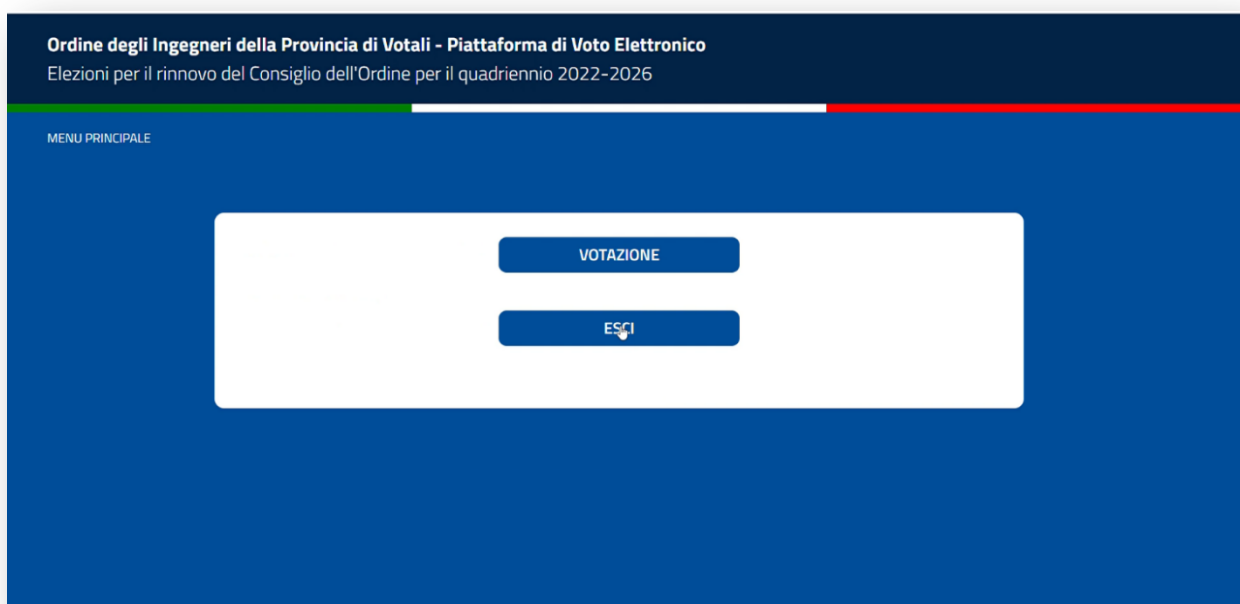 Ordine degli Ingegneri della Provincia di Votali - Piattaforma di Voto Elettronico
Elezioni per il rinnovo del Consiglio dell'Ordine per il quadriennio 2022-2026
MENU PRINCIPALE
VOTAZIONE
ESCI